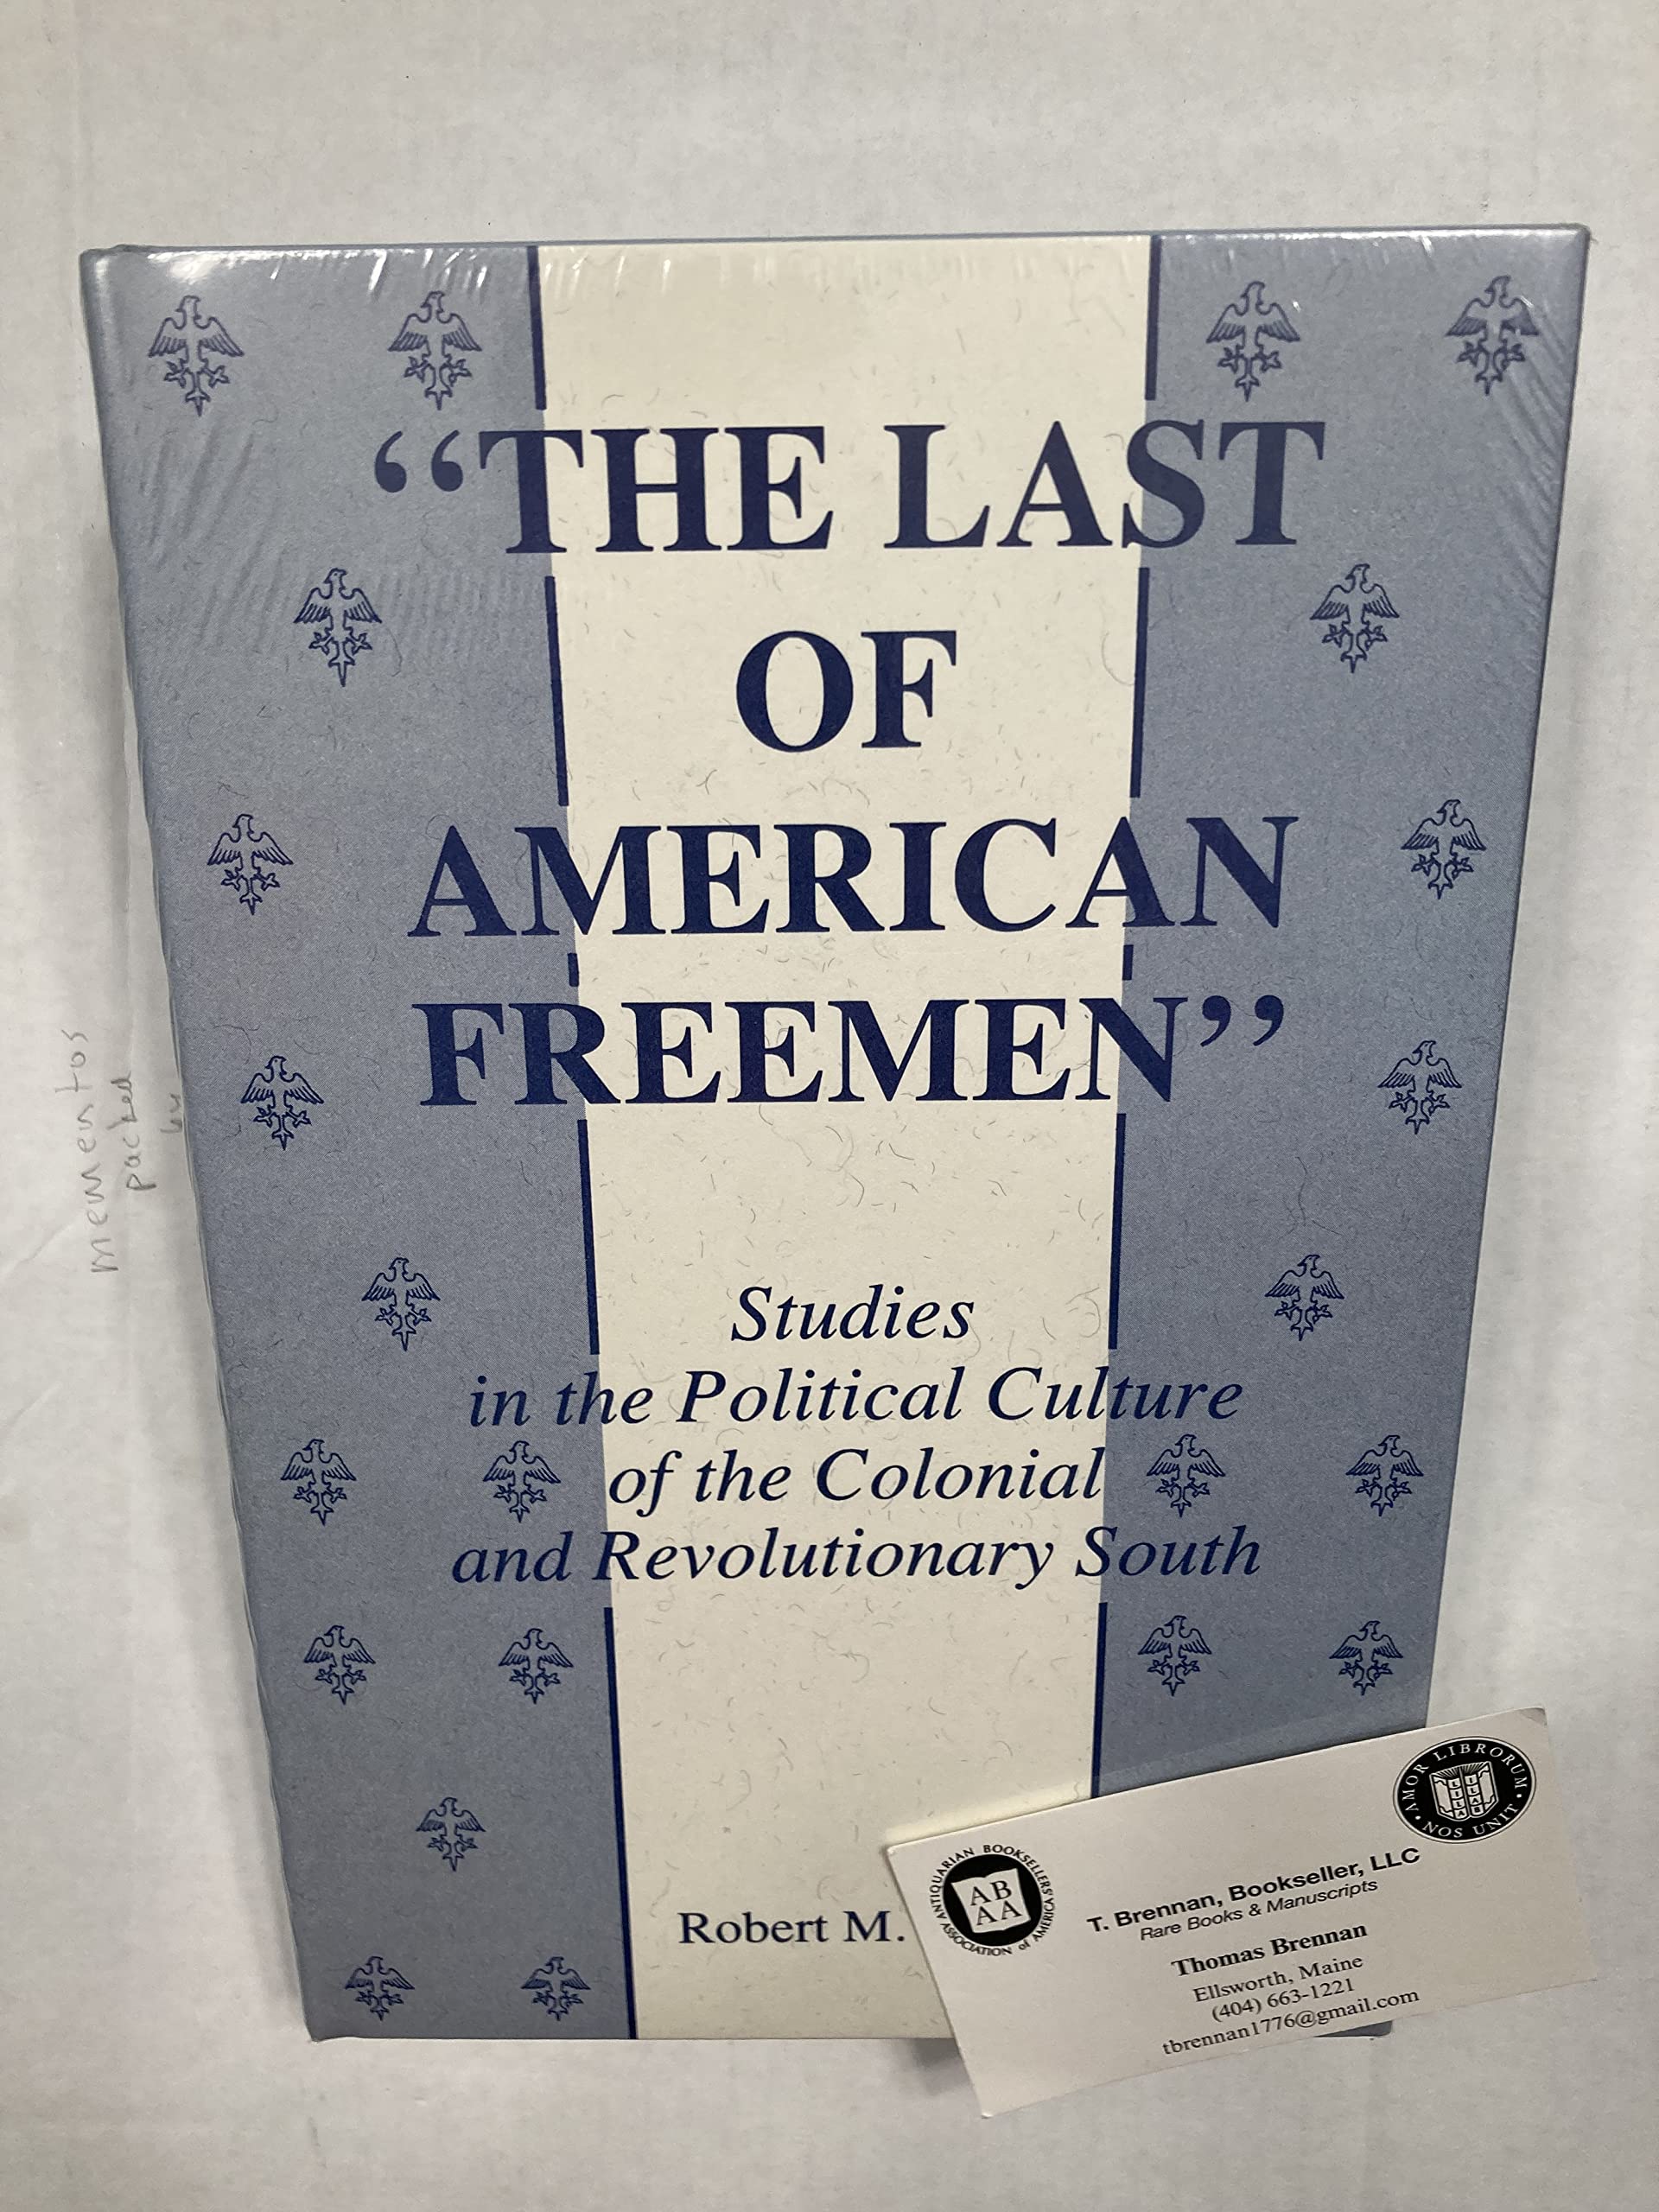 “THE LAST
OF
AMERICAN
FREEMEN”
Studies
in the Political Culture
of the Colonial
and Revolutionary South
Robert M.
ANTIQUARIAN BOOKSELLERS' ASSOCIATION of AMERICA
AB
AA
AMOR LIBRORUM
NOS UNIT
T. Brennan, Bookseller, LLC
Rare Books & Manuscripts
Thomas Brennan
Ellsworth, Maine
(404) 663-1221
tbrennan1776@gmail.com
mementos
packed